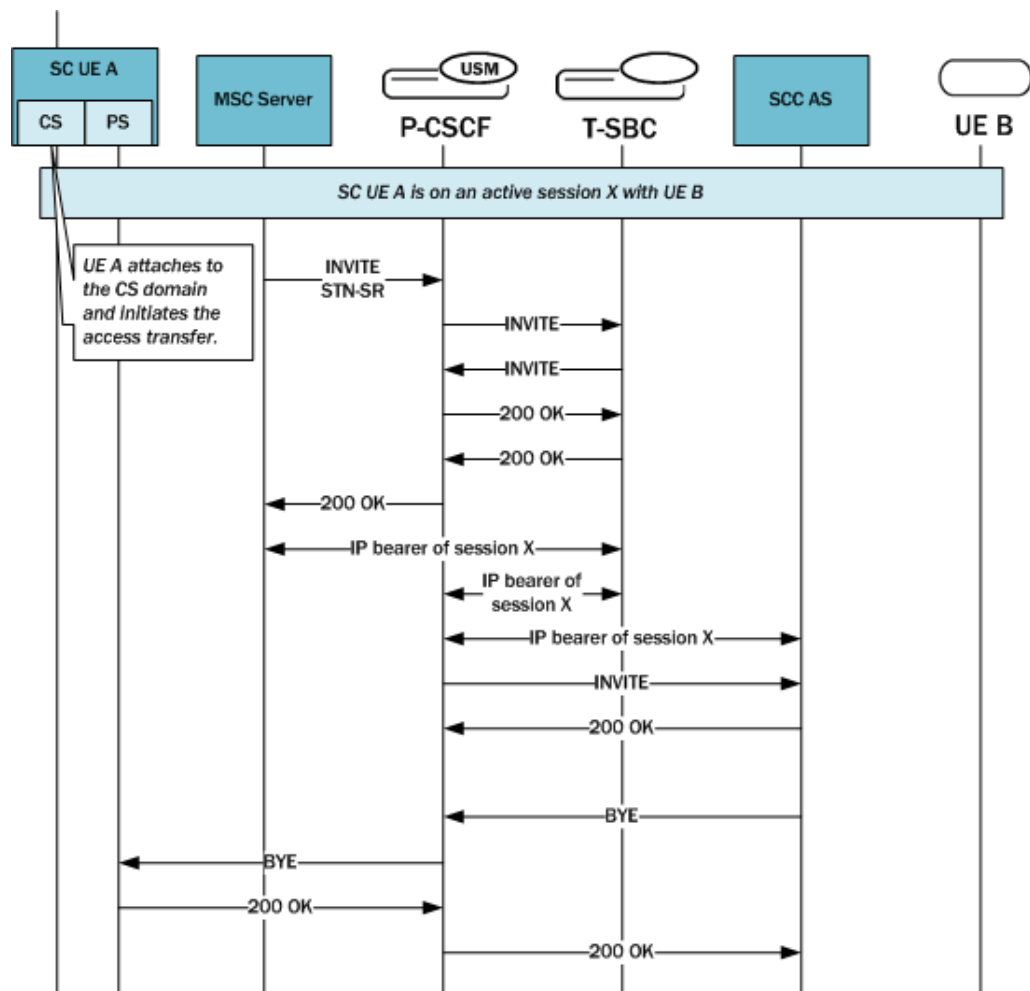 SC UE A
CS
PS
MSC Server
USM
P-CSCF
T-SBC
SCC AS
UE B
SC UE A is on an active session X with UE B
UE A attaches to
the CS domain
and initiates the
access transfer.
INVITE
STN-SR
INVITE
INVITE
200 OK
200 OK
200 OK
IP bearer of session X
IP bearer of
session X
IP bearer of session X
INVITE
200 OK
BYE
BYE
200 OK
200 OK